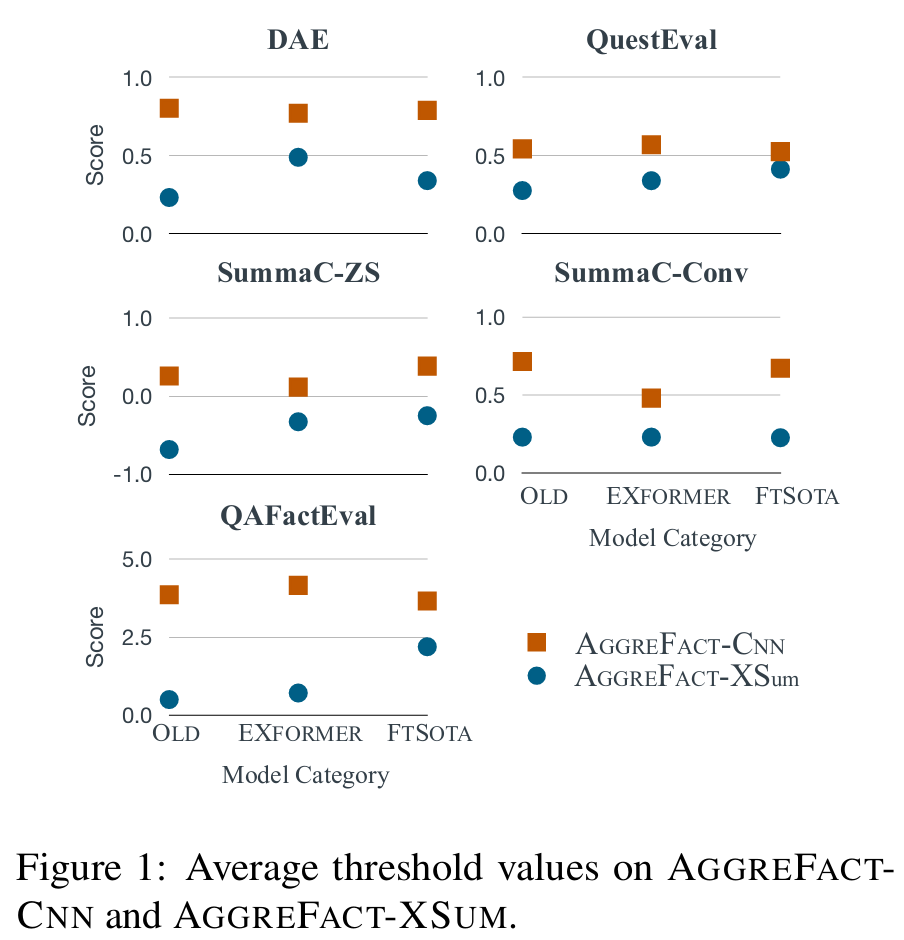 DAE
QuestEval
1.0
0.5
0.0
Score
1.0
0.5
0.0
SummaC-ZS
SummaC-Conv
1.0
0.0
-1.0
Score
1.0
0.5
0.0
OLD EXFORMER FTSOTA
Model Category
QAFactEval
5.0
2.5
0.0
Score
OLD EXFORMER FTSOTA
Model Category
AGGREFACT-CNN
AGGREFACT-XSum
Figure 1: Average threshold values on AGGREFACT-
CNN and AGGREFACT-XSUM.